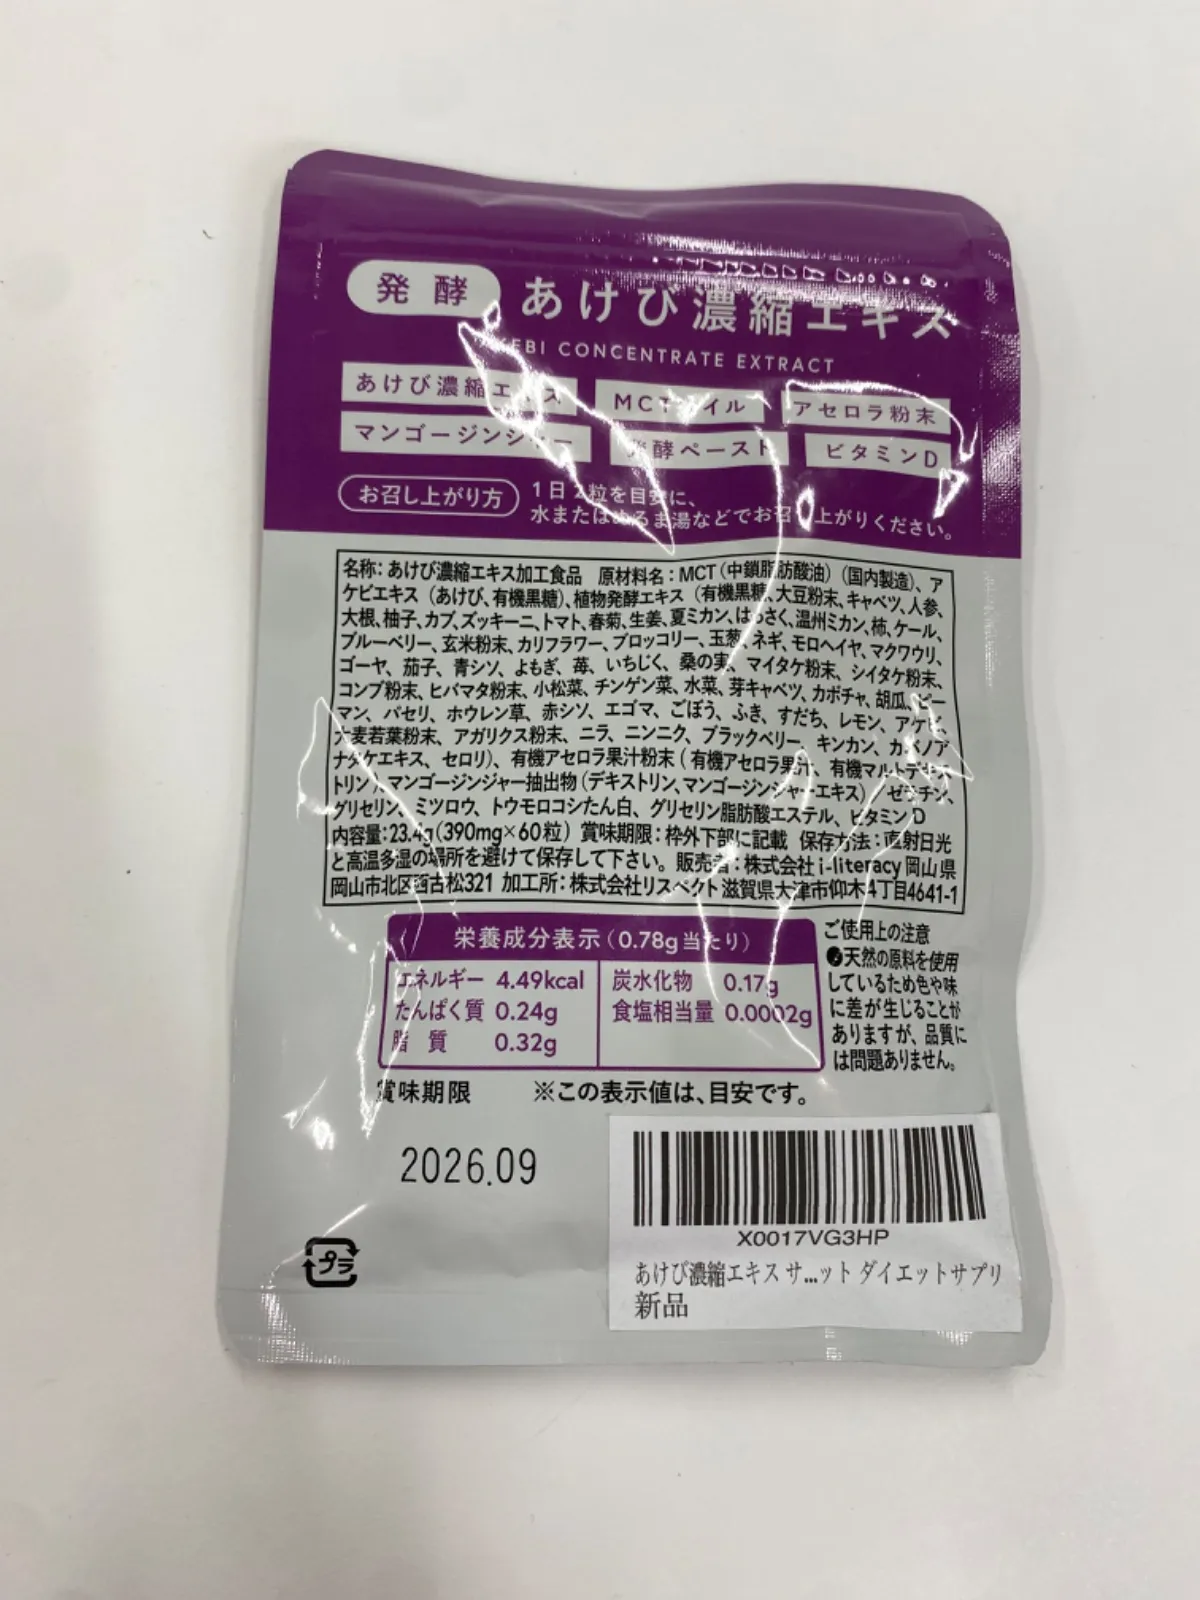 発酵 あけび濃縮エキス
KEBI CONCENTRATE EXTRACT
あけび濃縮エキス MCTオイル アセロラ粉末
マンゴージンジャー 発酵ペースト ビタミンD
お召し上がり方 1日2粒を目安に、
水またはぬるま湯などでお召し上がりください。
名称：あけび濃縮エキス加工食品 原材料名：MCT（中鎖脂肪酸油）（国内製造）、ア
ケビエキス（あけび、有機黒糖）、植物発酵エキス（有機黒糖、大豆粉末、キャベツ、人参、
大根、柚子、カブ、ズッキーニ、トマト、春菊、生姜、夏ミカン、はっさく、温州ミカン、柿、ケール、
ブルーベリー、玄米粉末、カリフラワー、ブロッコリー、玉葱、ネギ、モロヘイヤ、マクワウリ、
ゴーヤ、茄子、青シソ、よもぎ、苺、いちじく、桑の実、マイタケ粉末、シイタケ粉末、
コンブ粉末、ヒバマタ粉末、小松菜、チンゲン菜、水菜、芽キャベツ、カボチャ、胡瓜、ピー
マン、パセリ、ホウレン草、赤シソ、エゴマ、ごぼう、ふき、すだち、レモン、アケビ、
大麦若葉粉末、アガリクス粉末、ニラ、ニンニク、ブラックベリー、キンカン、カバノア
ナタケエキス、セロリ）、有機アセロラ果汁粉末（有機アセロラ果汁、有機マルトデキス
トリン）、マンゴージンジャー抽出物（デキストリン、マンゴージンジャーエキス）／ゼラチン、
グリセリン、ミツロウ、トウモロコシたん白、グリセリン脂肪酸エステル、ビタミンD
内容量：23.4g（390mg×60粒） 賞味期限：枠外下部に記載 保存方法：直射日光
と高温多湿の場所を避けて保存して下さい。 販売者：株式会社i-literacy 岡山県
岡山市北区西古松321 加工所：株式会社リスペクト 滋賀県大津市仰木4丁目4641-1
栄養成分表示（0.78g当たり）
エネルギー 4.49kcal 炭水化物 0.17g
たんぱく質 0.24g 食塩相当量 0.0002g
脂質 0.32g
ご使用上の注意
●天然の原料を使用
しているため色や味
に差が生じることが
ありますが、品質に
は問題ありません。
賞味期限 ※この表示値は、目安です。
2026.09
プラ
X0017VG3HP
あけび濃縮エキス サ...ット ダイエットサプリ
新品